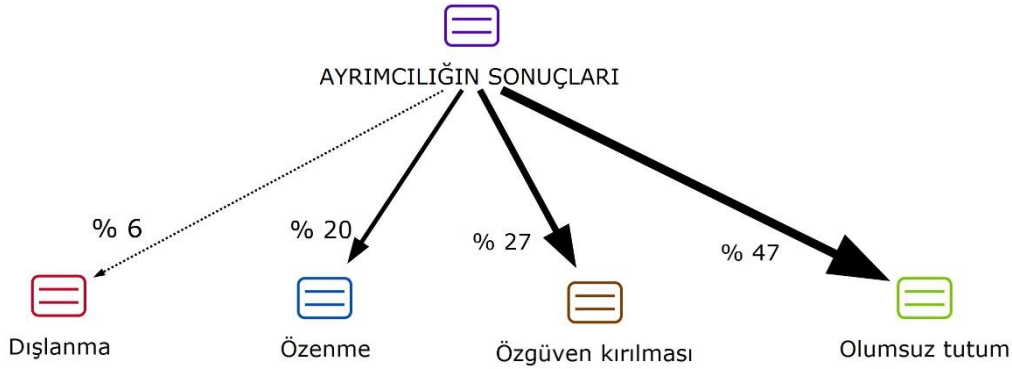 AYRIMCILIĞIN SONUÇLARI
% 6
% 20
% 27
% 47
Dışlanma
Özenme
Özgüven kırılması
Olumsuz tutum